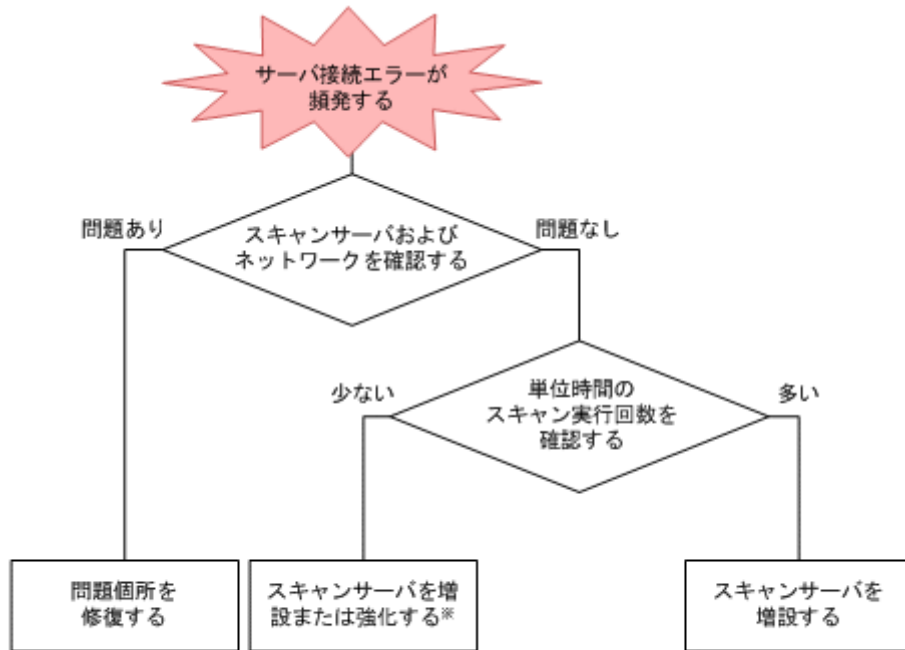 サーバ接続エラーが
頻発する
問題あり
問題なし
スキャンサーバおよび
ネットワークを確認する
少ない
多い
単位時間の
スキャン実行回数を
確認する
問題個所を
修復する
スキャンサーバを増
設または強化する※
スキャンサーバを
増設する